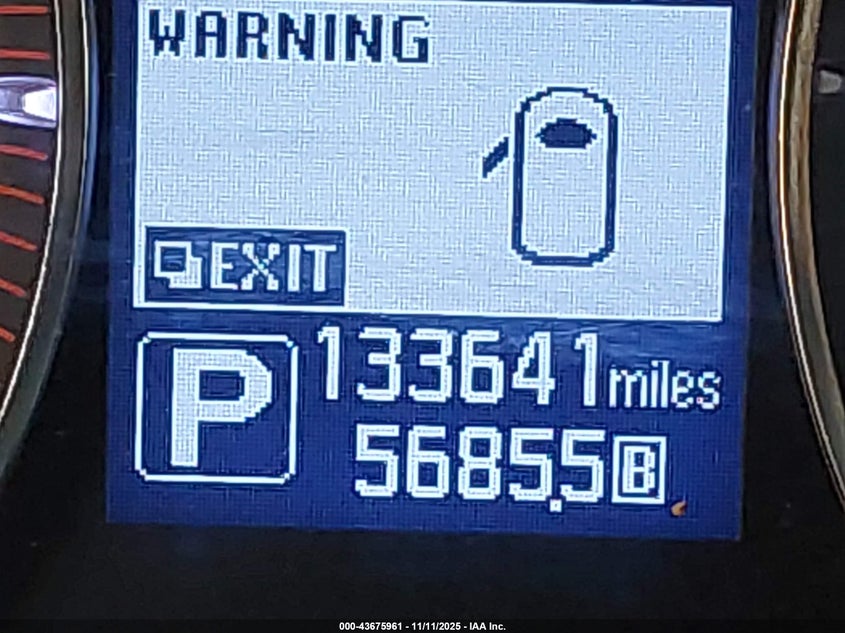 WARNING
EXIT
P
133641 miles
5685.5 B
000-43675961 - 11/11/2025 - IAA Inc.